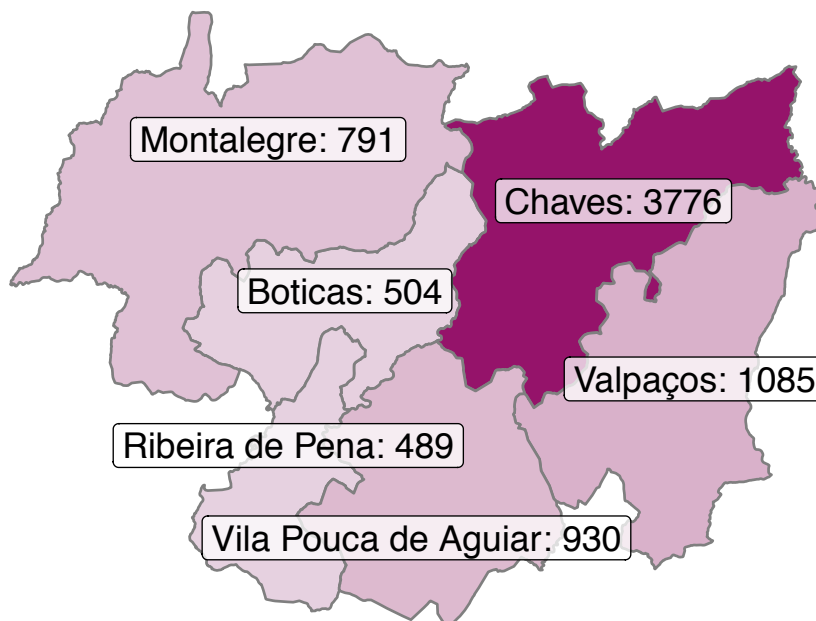 Montalegre: 791
Chaves: 3776
Boticas: 504
Valpaços: 1085
Ribeira de Pena: 489
Vila Pouca de Aguiar: 930